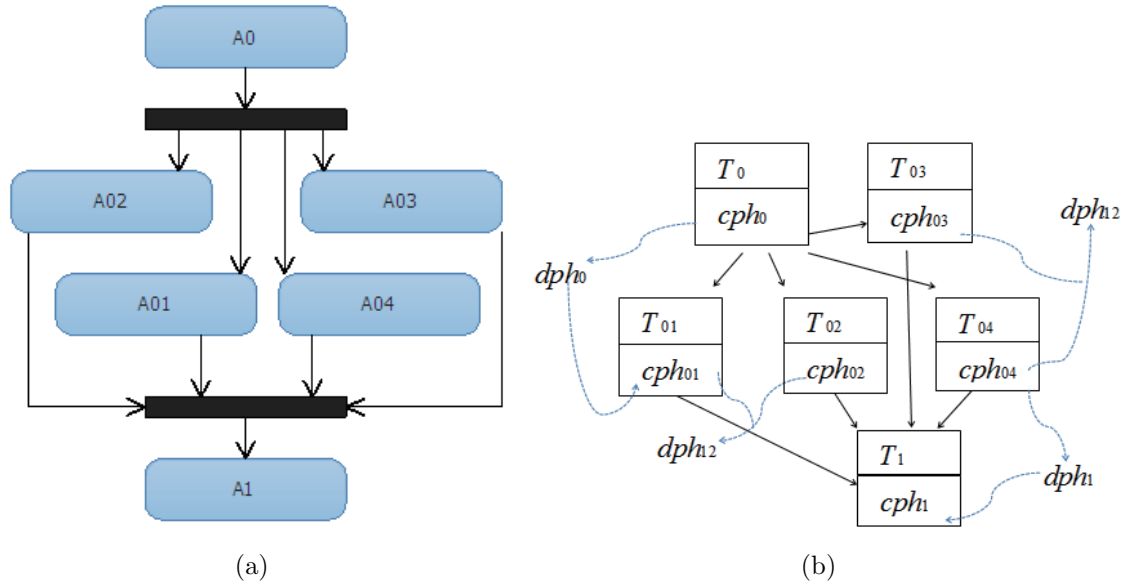 A0
A02
A03
A01
A04
A1
(a)
T0
cph0
T03
cph03
dph12
dph0
T01
cph01
T02
cph02
T04
cph04
dph12
T1
cph1
dph1
(b)